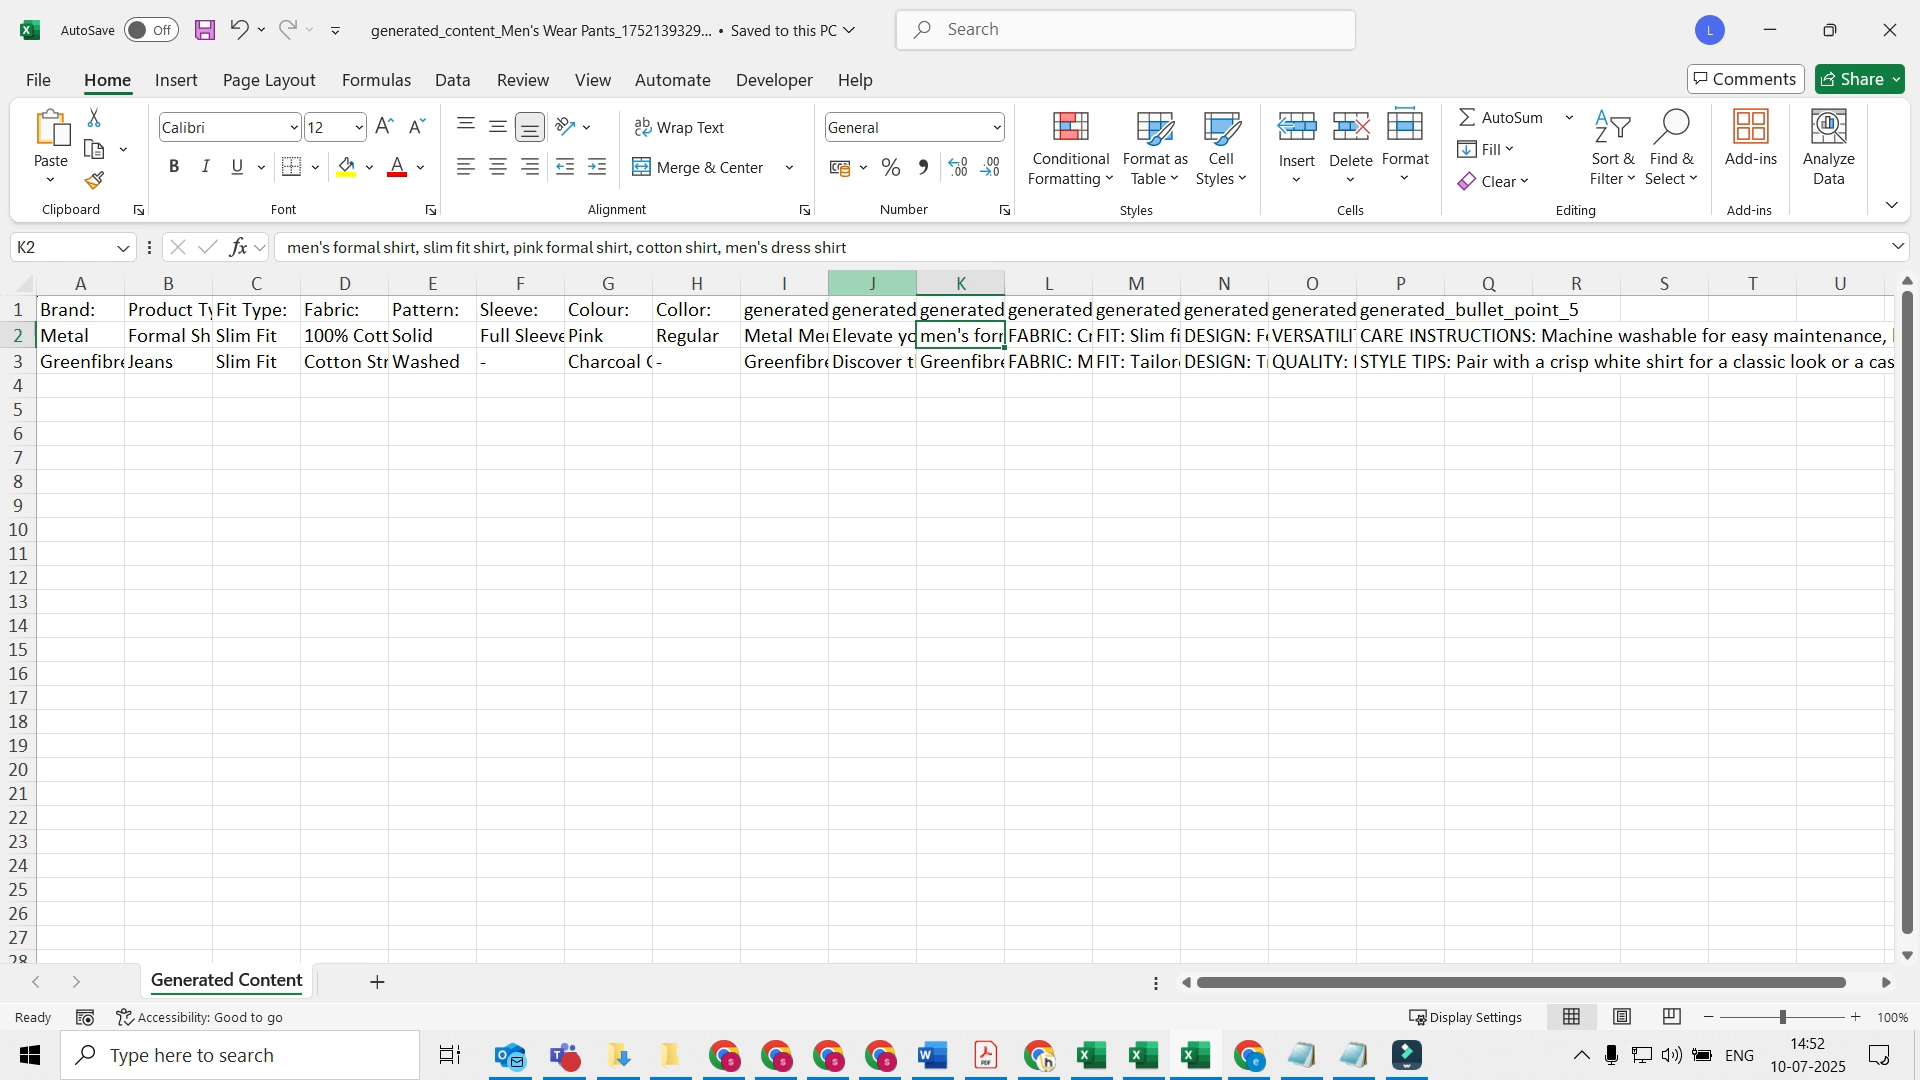 AutoSave Off generated_content_Men's Wear Pants_1752139329... • Saved to this PC Search L
File Home Insert Page Layout Formulas Data Review View Automate Developer Help Comments Share
Calibri 12 Wrap Text General
Paste B I U Merge & Center % Conditional Formatting Format as Table Cell Styles Insert Delete Format AutoSum Fill Clear Sort & Filter Find & Select Add-ins Analyze Data
Clipboard Font Alignment Number Styles Cells Editing Add-ins
K2 fx men's formal shirt, slim fit shirt, pink formal shirt, cotton shirt, men's dress shirt
A B C D E F G H I J K L M N O P Q R S T U
1 Brand: Product Ty Fit Type: Fabric: Pattern: Sleeve: Colour: Collor: generated generated generated generated generated generated generated generated_bullet_point_5
2 Metal Formal Sh Slim Fit 100% Cott Solid Full Sleeve Pink Regular Metal Mer Elevate yo men's forr FABRIC: Cr FIT: Slim fi DESIGN: Fe VERSATILI CARE INSTRUCTIONS: Machine washable for easy maintenance,
3 Greenfibre Jeans Slim Fit Cotton Str Washed - Charcoal - Greenfibre Discover t Greenfibre FABRIC: M FIT: Tailor DESIGN: T QUALITY: STYLE TIPS: Pair with a crisp white shirt for a classic look or a cas
4
5
6
7
8
9
10
11
12
13
14
15
16
17
18
19
20
21
22
23
24
25
26
27
28
Generated Content
Ready Accessibility: Good to go Display Settings 100%
Type here to search ENG 14:52
10-07-2025